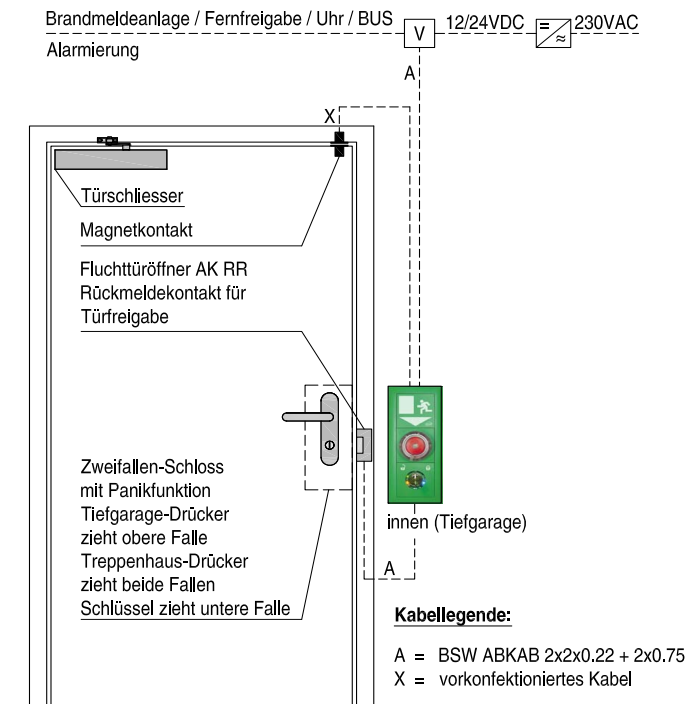 Brandmeldeanlage / Fernfreigabe / Uhr / BUS
Alarmierung
V
12/24VDC
=
≈
230VAC
A
X
Türschliesser
Magnetkontakt
Fluchttüröffner AK RR
Rückmeldekontakt für
Türfreigabe
Zweifallen-Schloss
mit Panikfunktion
Tiefgarage-Drücker
zieht obere Falle
Treppenhaus-Drücker
zieht beide Fallen
Schlüssel zieht untere Falle
innen (Tiefgarage)
A
Kabellegende:
A = BSW ABKAB 2x2x0.22 + 2x0.75
X = vorkonfektioniertes Kabel